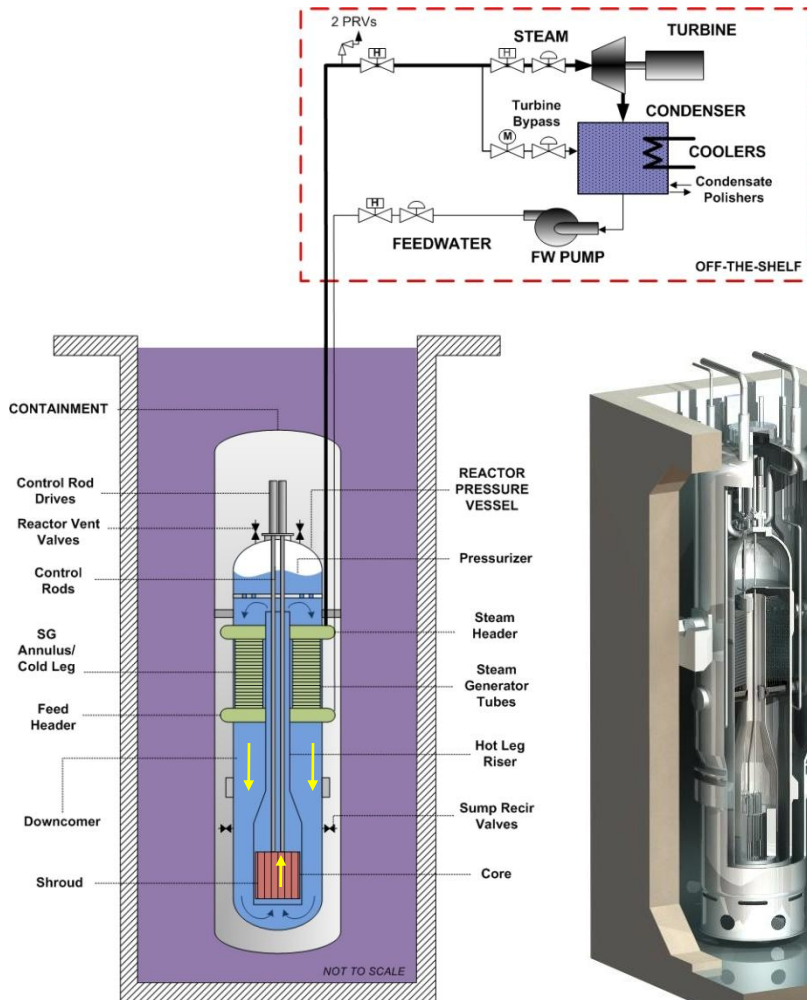 2 PRVs
H
H
STEAM
TURBINE
Turbine
Bypass
M
CONDENSER
COOLERS
Condensate
Polishers
H
FEEDWATER
FW PUMP
OFF-THE-SHELF
CONTAINMENT
Control Rod
Drives
Reactor Vent
Valves
Control
Rods
SG
Annulus/
Cold Leg
Feed
Header
Downcomer
Shroud
REACTOR
PRESSURE
VESSEL
Pressurizer
Steam
Header
Steam
Generator
Tubes
Hot Leg
Riser
Sump Recir
Valves
Core
NOT TO SCALE